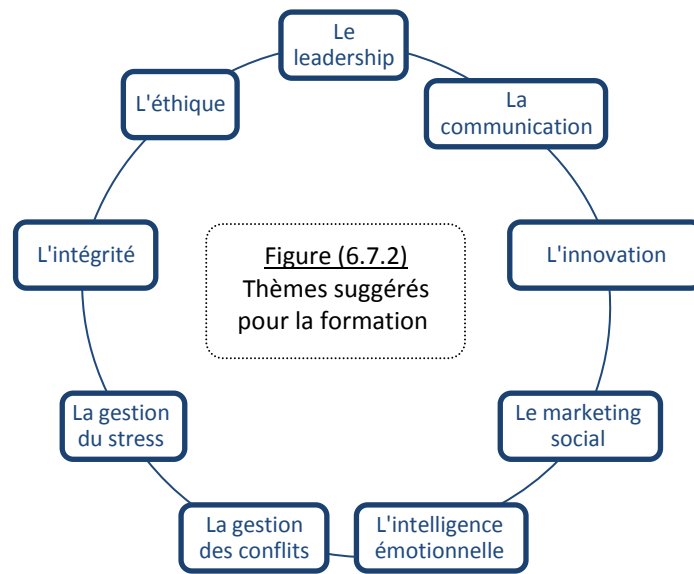 Le
leadership
La
communication
L'innovation
Le marketing
social
L'intelligence
émotionnelle
La gestion
des conflits
La gestion
du stress
L'intégrité
L'éthique
Figure (6.7.2)
Thèmes suggérés
pour la formation